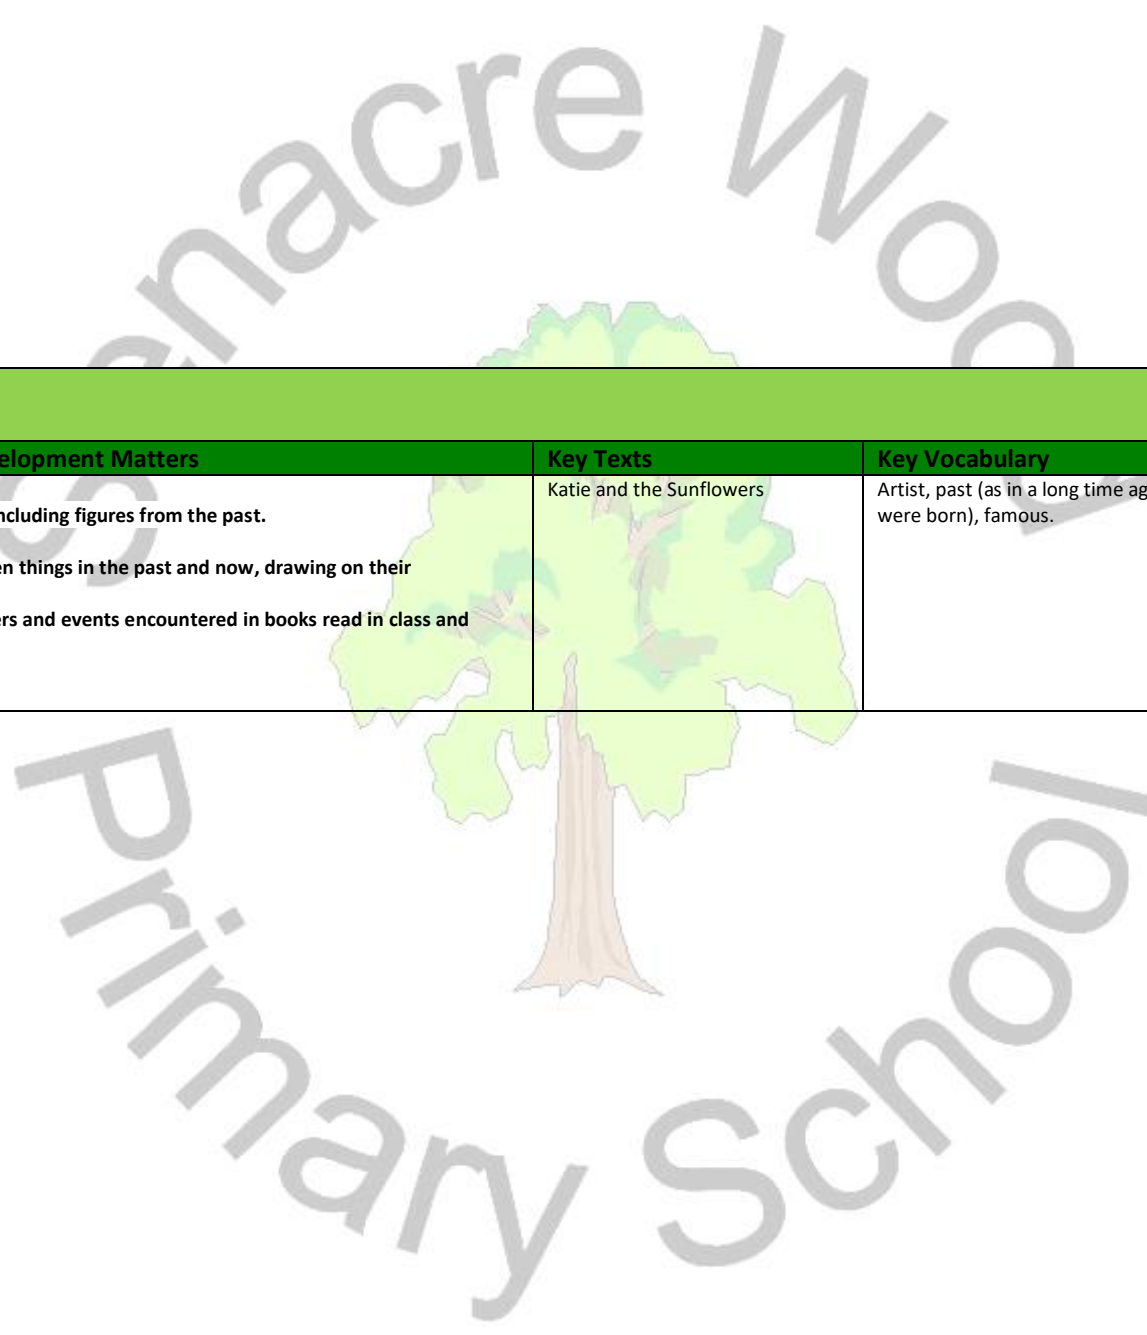 enacre Woo
elopment Matters
Key Texts
Key Vocabulary
ncluding figures from the past.
en things in the past and now, drawing on their
ers and events encountered in books read in class and
Katie and the Sunflowers
Artist, past (as in a long time ag
were born), famous.
Primary School